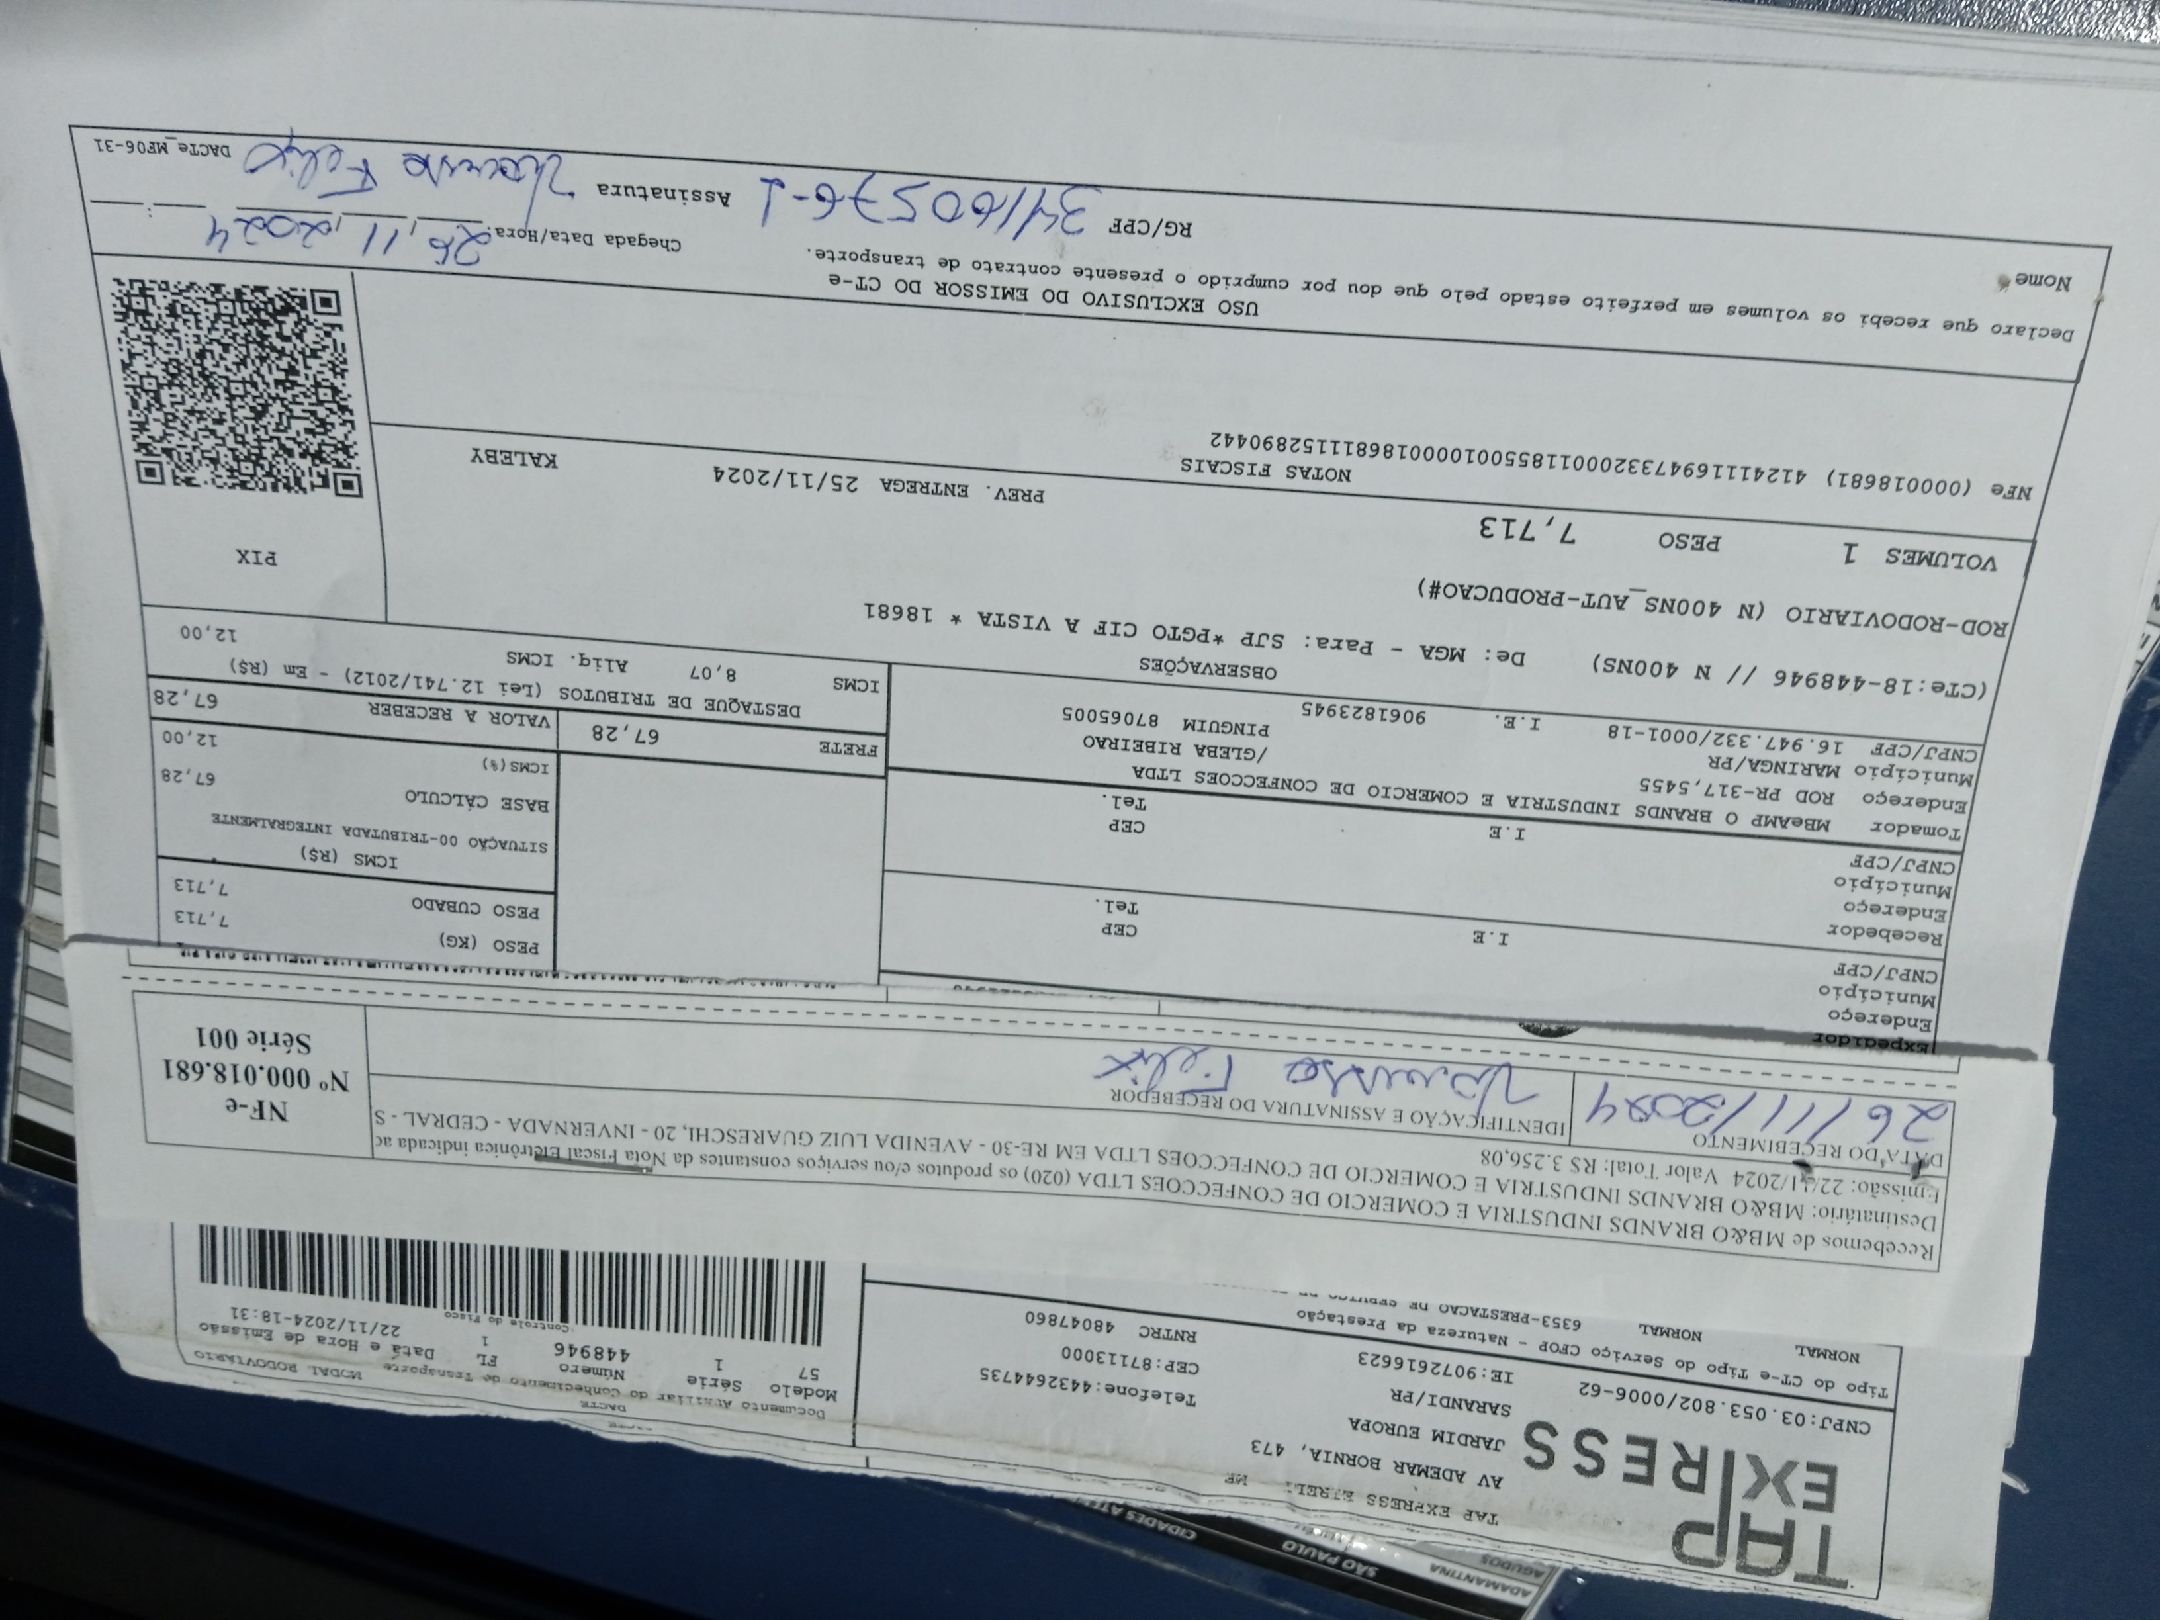 TAP
EXPRESS
TAP EXPRESS EIRELI ME
AV ADEMAR BORNIA, 473
JARDIM EUROPA
SARANDI/PR
CNPJ:03.053.802/0006-62 IE:9072616623
Telefone:4432644735
CEP:87113000
RNTRC 48047860
DACTE
Documento Auxiliar do Conhecimento de Transporte MODAL RODOVIÁRIO
Modelo Série Número FL Data e Hora de Emissão
57 1 448946 1 22/11/2024-18:31
Controle do Fisco
Tipo do CT-e Tipo do Serviço CFOP - Natureza da Prestação
NORMAL NORMAL 6353-PRESTACAO DE SERVICO
Recebemos de MB&O BRANDS INDUSTRIA E COMERCIO DE CONFECCOES LTDA (020) os produtos e/ou serviços constantes da Nota Fiscal Eletrônica indicada
Destinatário: MB&O BRANDS INDUSTRIA E COMERCIO DE CONFECCOES LTDA EM RE-30 - AVENIDA LUIZ GUARESCHI, 20 - INVERNADA - CEDRAL - S
Emissão: 22/11/2024 Valor Total: R$ 3.256,08
DATA DO RECEBIMENTO IDENTIFICAÇÃO E ASSINATURA DO RECEBEDOR
26/11/2024 Felix
NF-e
Nº 000.018.681
Série 001
Expedidor
Endereço
Município CEP
CNPJ/CPF I.E Tel.
Recebedor
Endereço
Município CEP
CNPJ/CPF I.E Tel.
Tomador MBeAMP O BRANDS INDUSTRIA E COMERCIO DE CONFECCOES LTDA
Endereço ROD PR-317,5455 /GLEBA RIBEIRAO
Município MARINGA/PR PINGUIM 87065005
CNPJ/CPF 16.947.332/0001-18 I.E. 9061823945
PESO (KG) 7,713
PESO CUBADO 7,713
ICMS (R$)
SITUAÇÃO 00-TRIBUTADA INTEGRALMENTE
BASE CÁLCULO 67,28
ICMS(%) 12,00
FRETE 67,28 VALOR A RECEBER 67,28
DESTAQUE DE TRIBUTOS (Lei 12.741/2012) - Em (R$)
ICMS 8,07 Aliq. ICMS 12,00
OBSERVAÇÕES
(CTe:18-448946 // N 400NS) De: MGA - Para: SJP *PGTO CIF A VISTA * 18681
ROD-RODOVIARIO (N 400NS_AUT-PRODUCAO#)
PIX
VOLUMES 1 PESO 7,713 PREV. ENTREGA 25/11/2024 KALEBY
NOTAS FISCAIS
NFe (000018681) 412411169473320001185500100001868111152890442
USO EXCLUSIVO DO EMISSOR DO CT-e
Declaro que recebi os volumes em perfeito estado pelo que dou por cumprido o presente contrato de transporte.
Chegada Data/Hora: 26/11/2024 __:__
Nome RG/CPF 34160576-1 Assinatura Felix
DACTe_MF06-31
ADAMANTINA
AGUDOS
SÃO PAULO